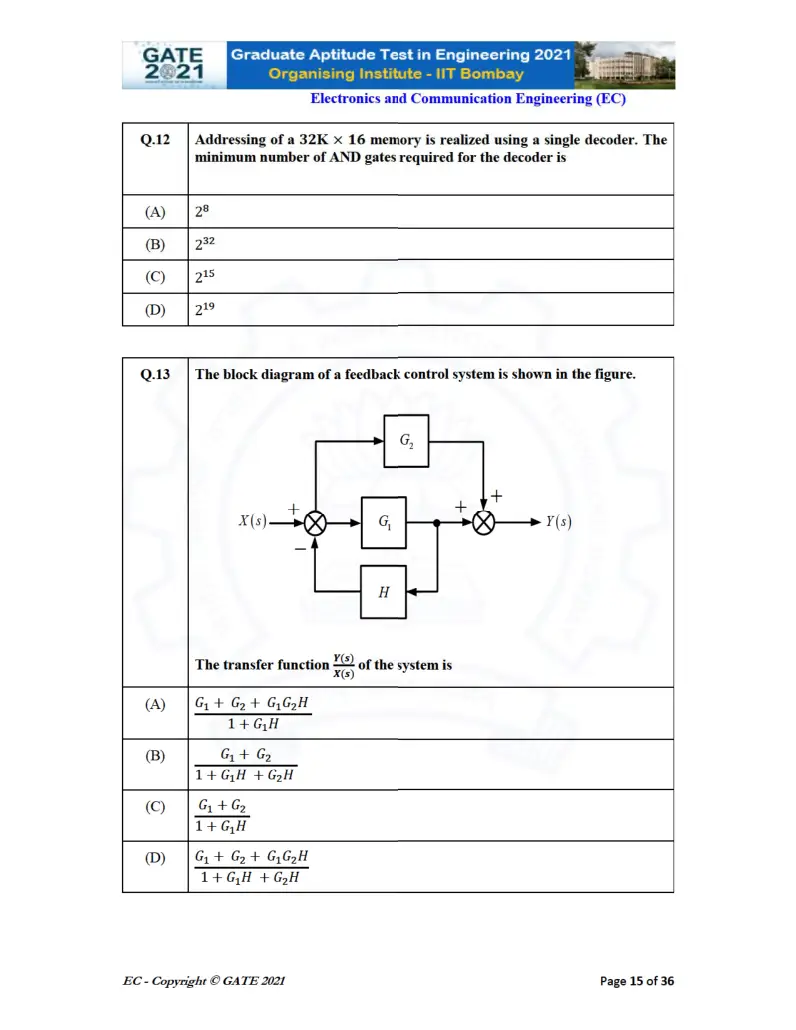 GATE
2021
Graduate Aptitude Test in Engineering 2021
Organising Institute - IIT Bombay
Electronics and Communication Engineering (EC)
Q.12 Addressing of a 32K × 16 memory is realized using a single decoder. The
minimum number of AND gates required for the decoder is
(A) 2⁸
(B) 2³²
(C) 2¹⁵
(D) 2¹⁹
Q.13 The block diagram of a feedback control system is shown in the figure.
G₂
+
X(s) + G₁ + Y(s)
−
H
The transfer function Y(s)/X(s) of the system is
(A) G₁ + G₂ + G₁G₂H / 1 + G₁H
(B) G₁ + G₂ / 1 + G₁H + G₂H
(C) G₁ + G₂ / 1 + G₁H
(D) G₁ + G₂ + G₁G₂H / 1 + G₁H + G₂H
EC - Copyright © GATE 2021 Page 15 of 36